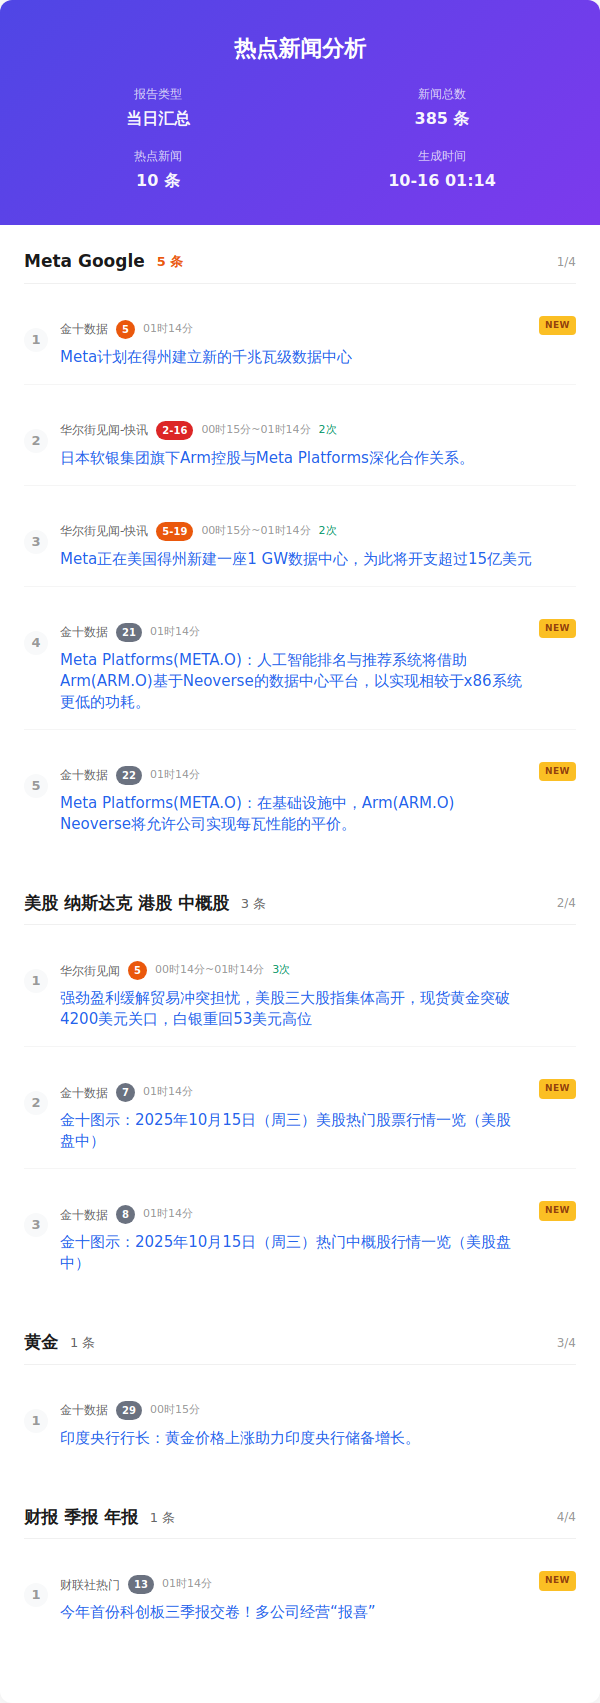 热点新闻分析
报告类型
当日汇总
新闻总数
385 条
热点新闻
10 条
生成时间
10-16 01:14
Meta Google 5 条 1/4
1
金十数据 5 01时14分 NEW
Meta计划在得州建立新的千兆瓦级数据中心
2
华尔街见闻-快讯 2-16 00时15分~01时14分 2次
日本软银集团旗下Arm控股与Meta Platforms深化合作关系。
3
华尔街见闻-快讯 5-19 00时15分~01时14分 2次
Meta正在美国得州新建一座1 GW数据中心，为此将开支超过15亿美元
4
金十数据 21 01时14分 NEW
Meta Platforms(META.O)：人工智能排名与推荐系统将借助
Arm(ARM.O)基于Neoverse的数据中心平台，以实现相较于x86系统
更低的功耗。
5
金十数据 22 01时14分 NEW
Meta Platforms(META.O)：在基础设施中，Arm(ARM.O)
Neoverse将允许公司实现每瓦性能的平价。
美股 纳斯达克 港股 中概股 3 条 2/4
1
华尔街见闻 5 00时14分~01时14分 2次
强劲盈利缓解贸易冲突担忧，美股三大股指集体高开，现货黄金突破
4200美元关口，白银重回53美元高位
2
金十数据 7 01时14分 NEW
金十图示：2025年10月15日（周三）美股热门股票行情一览（美股
盘中）
3
金十数据 8 01时14分 NEW
金十图示：2025年10月15日（周三）热门中概股行情一览（美股盘
中）
黄金 1 条 3/4
1
金十数据 29 00时15分
印度央行行长：黄金价格上涨助力印度央行储备增长。
财报 季报 年报 1 条 4/4
1
财联社热门 13 01时14分 NEW
今年首份科创板三季报交卷！多公司经营“报喜”